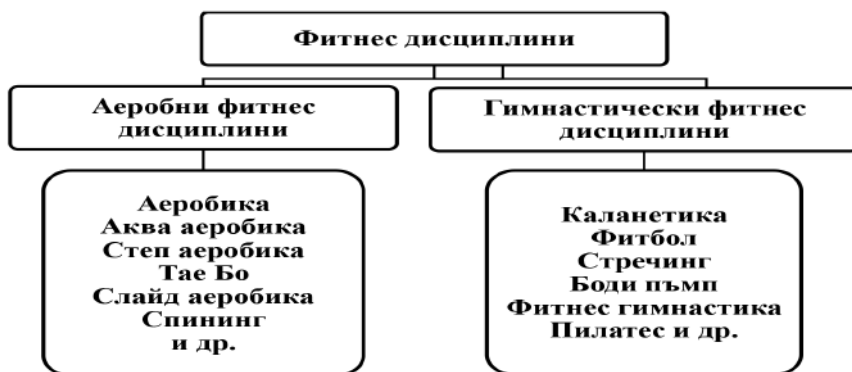 Фитнес дисциплини
Аеробни фитнес
дисциплини
Гимнастически фитнес
дисциплини
Аеробика
Аква аеробика
Степ аеробика
Тае Бо
Слайд аеробика
Спининг
и др.
Каланетика
Фитбол
Стречинг
Боди пъмп
Фитнес гимнастика
Пилатес и др.